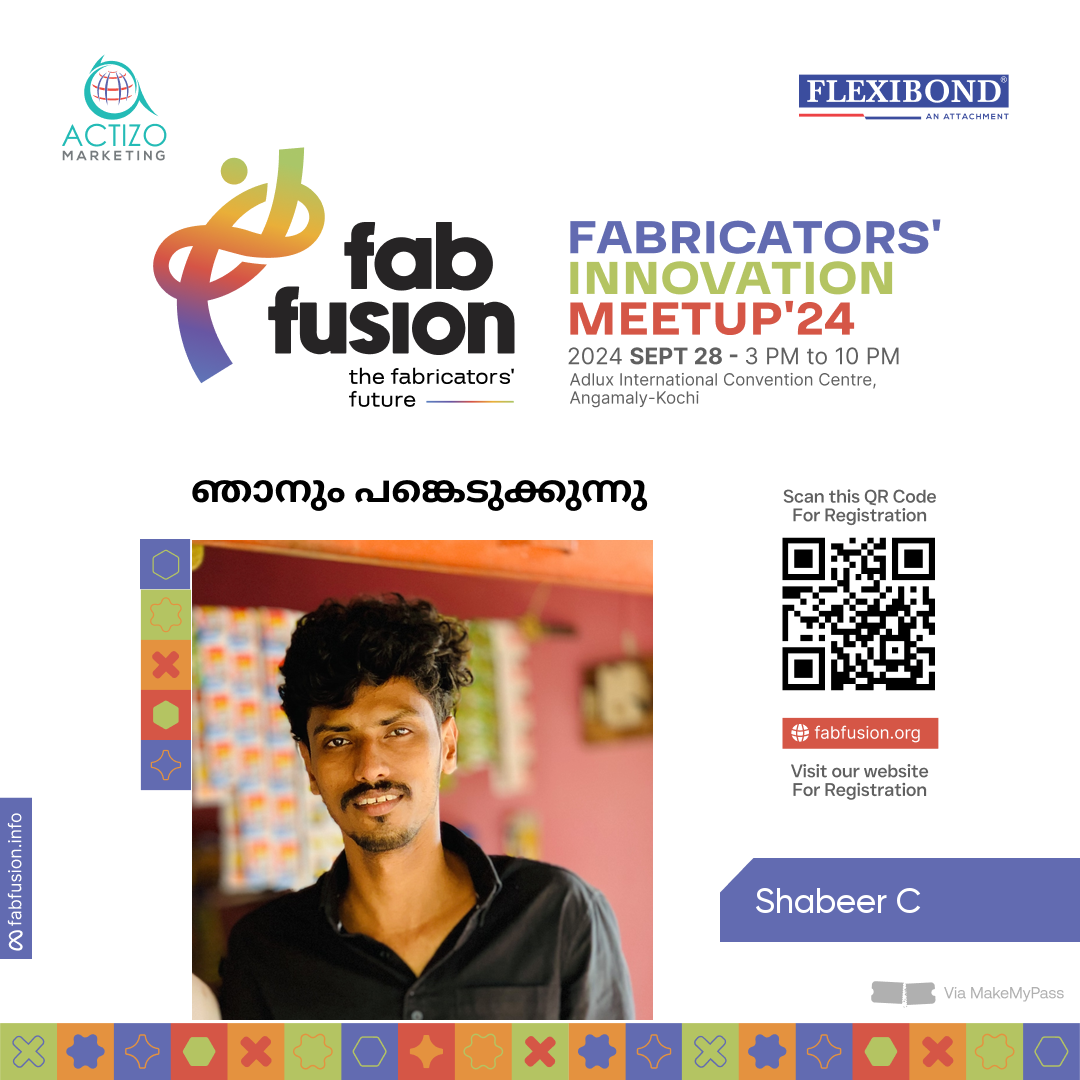 ACTIZO
MARKETING
FLEXIBOND®
AN ATTACHMENT
fab
fusion
the fabricators'
future
FABRICATORS'
INNOVATION
MEETUP'24
2024 SEPT 28 - 3 PM to 10 PM
Adlux International Convention Centre,
Angamaly-Kochi
ഞാനും പങ്കെടുക്കുന്നു
Scan this QR Code
For Registration
fabfusion.org
Visit our website
For Registration
fabfusion.info
Shabeer C
Via MakeMyPass